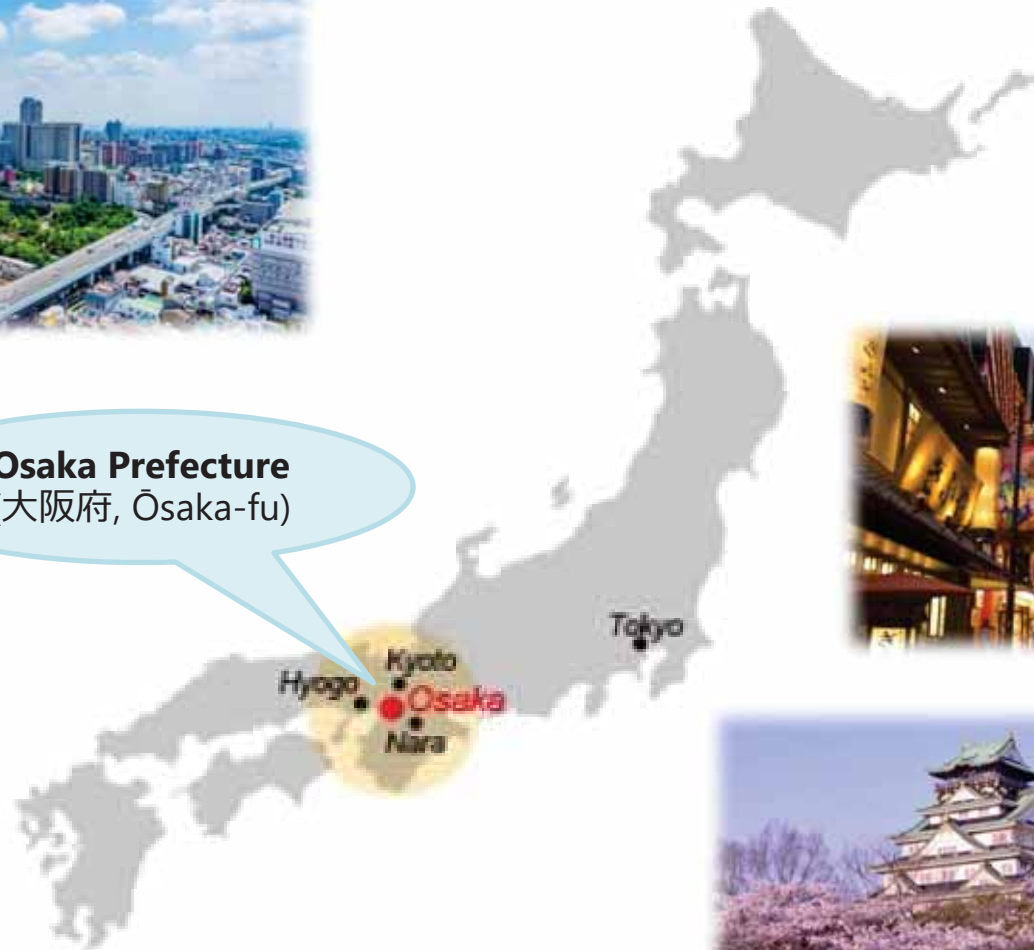 Osaka Prefecture
(大阪府, Ōsaka-fu)
Tokyo
Kyoto
Hyogo
Osaka
Nara